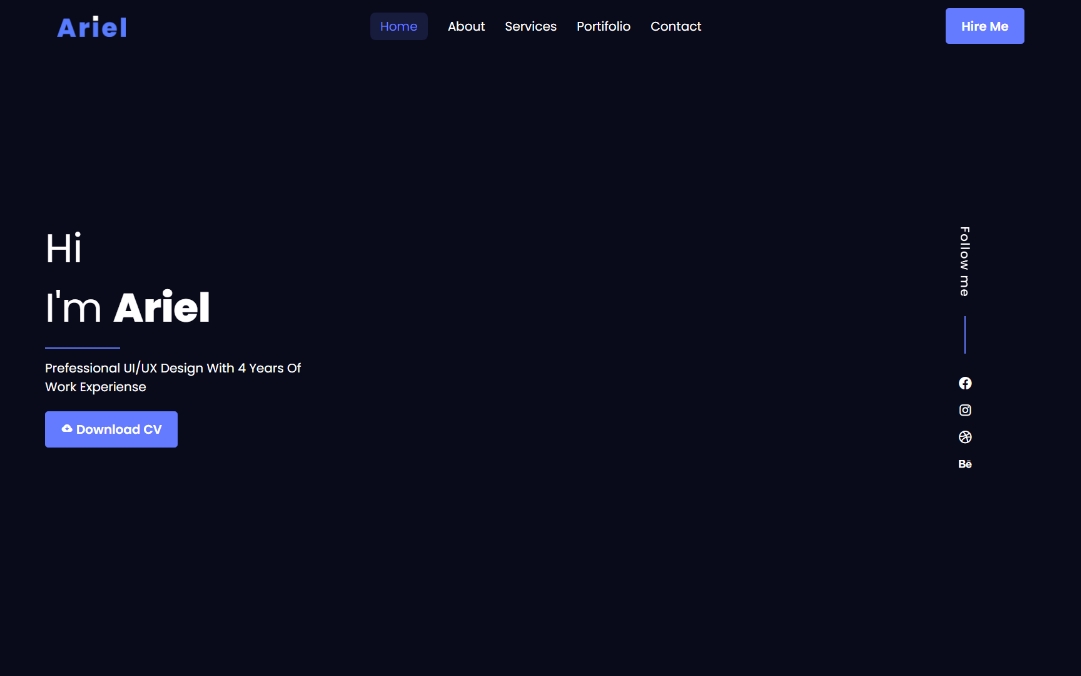 Ariel
Home About Services Portifolio Contact
Hire Me
Hi
I'm Ariel
Prefessional UI/UX Design With 4 Years Of
Work Experiense
Download CV
Follow me
Bē